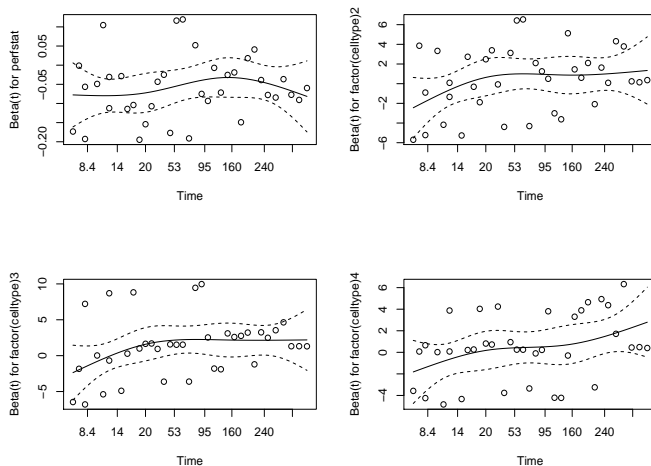 Beta(t) for perfstat
0.05
-0.05
-0.20
8.4 14 20 53 95 160 240
Time
Beta(t) for factor(celltype)2
6
4
2
0
-2
-6
8.4 14 20 53 95 160 240
Time
Beta(t) for factor(celltype)3
10
5
0
-5
8.4 14 20 53 95 160 240
Time
Beta(t) for factor(celltype)4
6
4
2
0
-4
8.4 14 20 53 95 160 240
Time